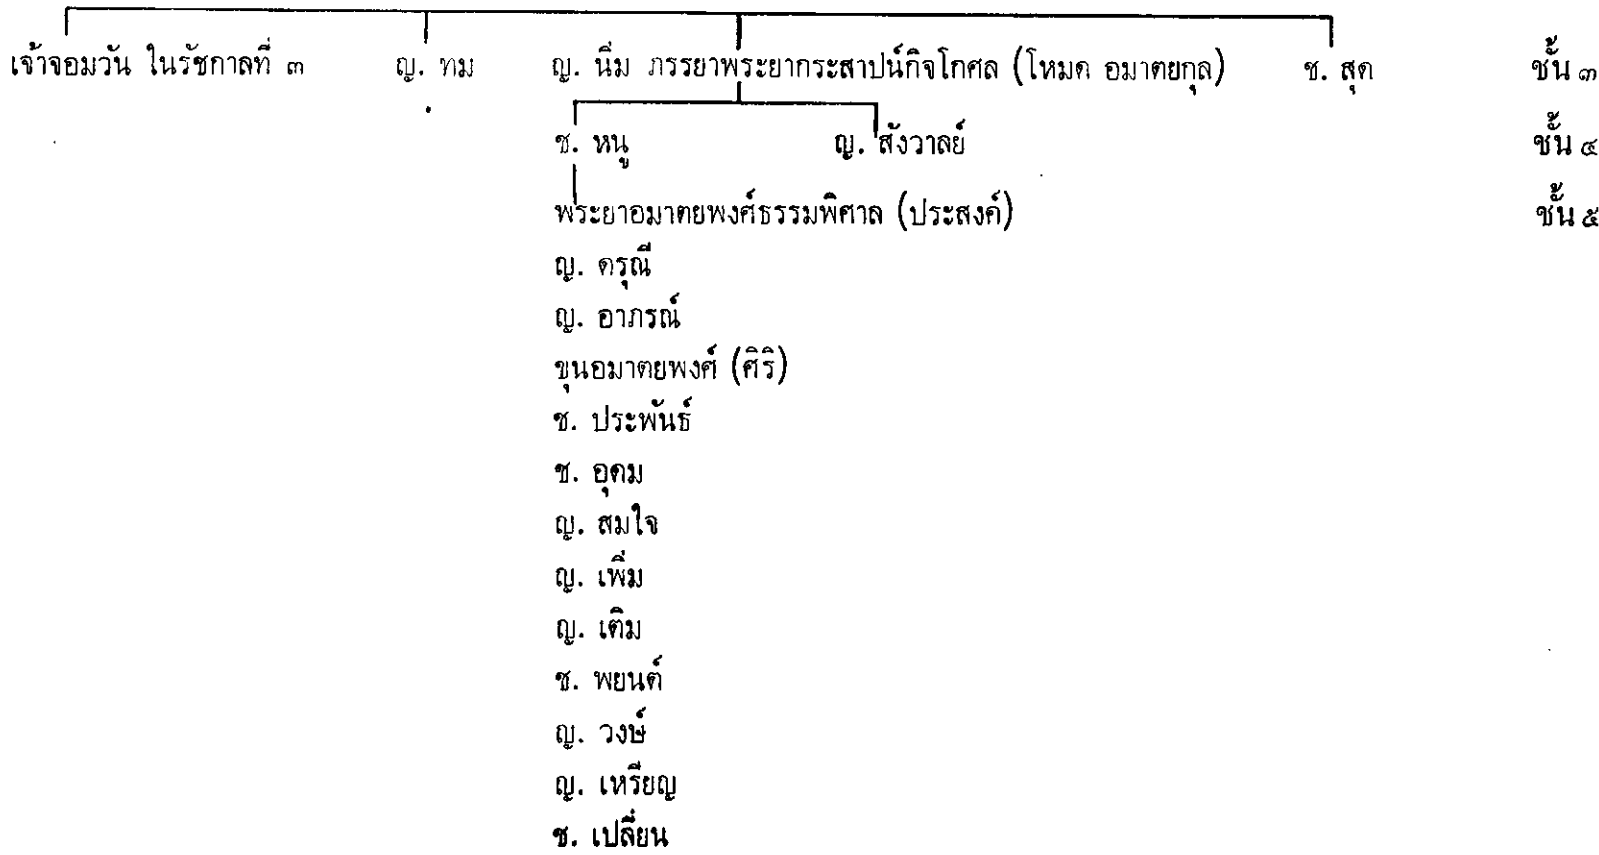 เจ้าจอมวัน ในรัชกาลที่ ๓ ญ. ทม ญ. นิ่ม ภรรยาพระยากระสาปน์กิจโกศล (โหมด อมาตยกุล) ช. สุด ชั้น ๓
ช. หนู ญ. สังวาลย์ ชั้น ๔
พระยาอมาตยพงศ์ธรรมพิศาล (ประสงค์) ชั้น ๕
ญ. ดรุณี
ญ. อาภรณ์
ขุนอมาตยพงศ์ (ศิริ)
ช. ประพันธ์
ช. อุดม
ญ. สมใจ
ญ. เพิ่ม
ญ. เติม
ช. พยนต์
ญ. วงษ์
ญ. เหรียญ
ช. เปลี่ยน